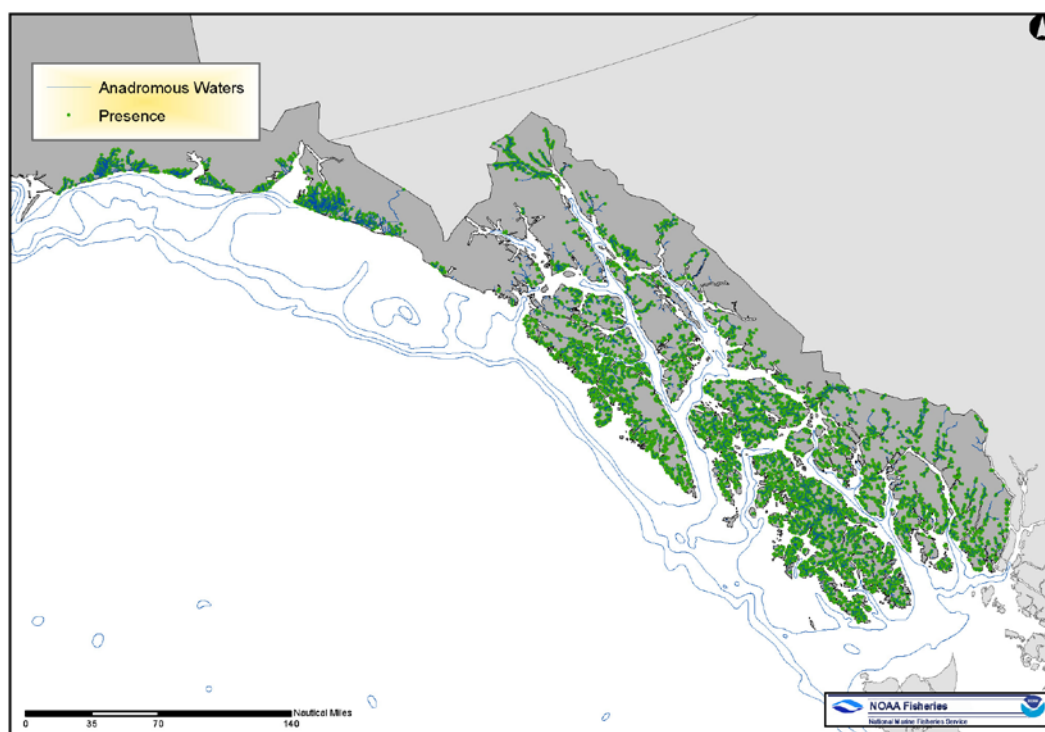 Anadromous Waters
Presence
Nautical Miles
0 35 70 140
NOAA Fisheries
National Marine Fisheries Service